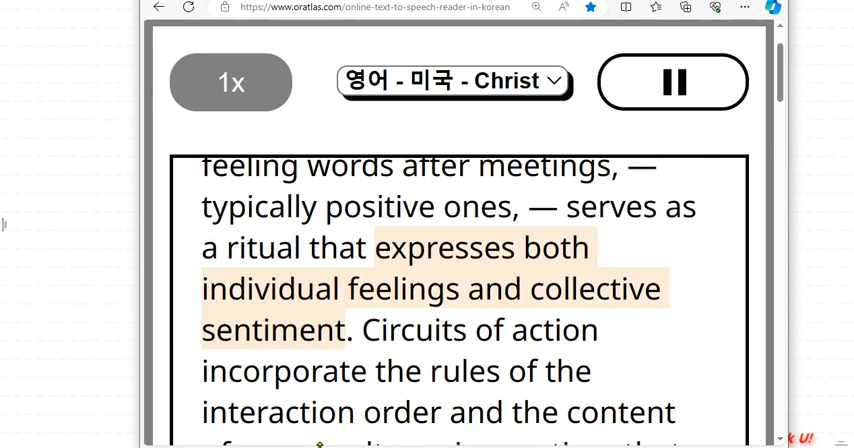 https://www.oratlas.com/online-text-to-speech-reader-in-korean
1x
영어 - 미국 - Christ
feeling words after meetings, —
typically positive ones, — serves as
a ritual that expresses both
individual feelings and collective
sentiment. Circuits of action
incorporate the rules of the
interaction order and the content
k U!